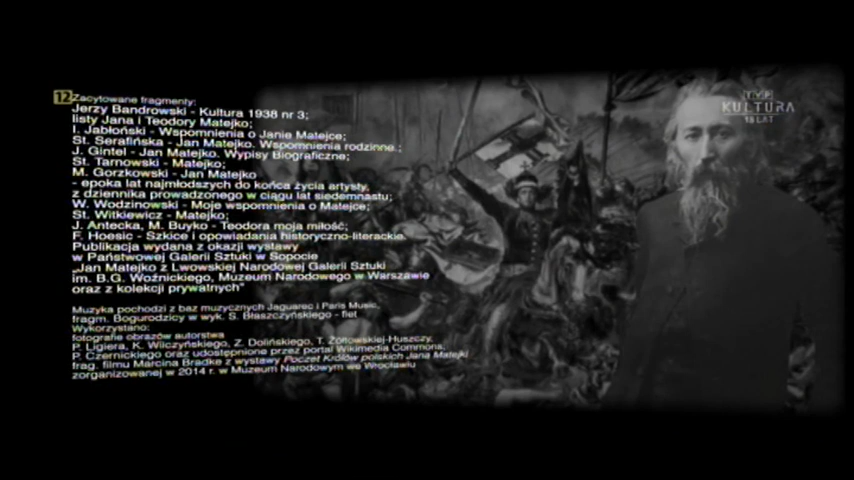 12
Zacytowane fragmenty:
Jerzy Bandrowski - Kultura 1938 nr 3;
listy Jana i Teodory Matejko;
I. Jabłoński - Wspomnienia o Janie Matejce;
St. Serafińska - Jan Matejko. Wspomnienia rodzinne.;
J. Gintel - Jan Matejko. Wypisy Biograficzne;
St. Tarnowski - Matejko;
M. Gorzkowski - Jan Matejko
- epoka lat najmłodszych do końca życia artysty,
z dziennika prowadzonego w ciągu lat siedemnastu;
W. Wodzinowski - Moje wspomnienia o Matejce;
St. Witkiewicz - Matejko;
J. Antecka, M. Buyko - Teodora moja miłość;
F. Hoesic - Szkice i opowiadania historyczno-literackie.
Publikacja wydana z okazji wystawy
w Państwowej Galerii Sztuki w Sopocie
„Jan Matejko z Lwowskiej Narodowej Galerii Sztuki
im. B.G. Woźnickiego, Muzeum Narodowego w Warszawie
oraz z kolekcji prywatnych"
Muzyka pochodzi z baz muzycznych Jaguarec i Paris Music,
fragm. Bogurodzicy w wyk. S. Błaszczyńskiego - flet
Wykorzystano:
fotografie obrazów autorstwa
P. Ligiera, K. Wilczyńskiego, Z. Dolińskiego, T. Żółtowskiej-Huszczy,
P. Czernickiego oraz udostępnione przez portal Wikimedia Commons,
frag. filmu Marcina Bradke z wystawy Poczet Królów polskich Jana Matejki
zorganizowanej w 2014 r. w Muzeum Narodowym we Wrocławiu
TVP
KULTURA
18 LAT